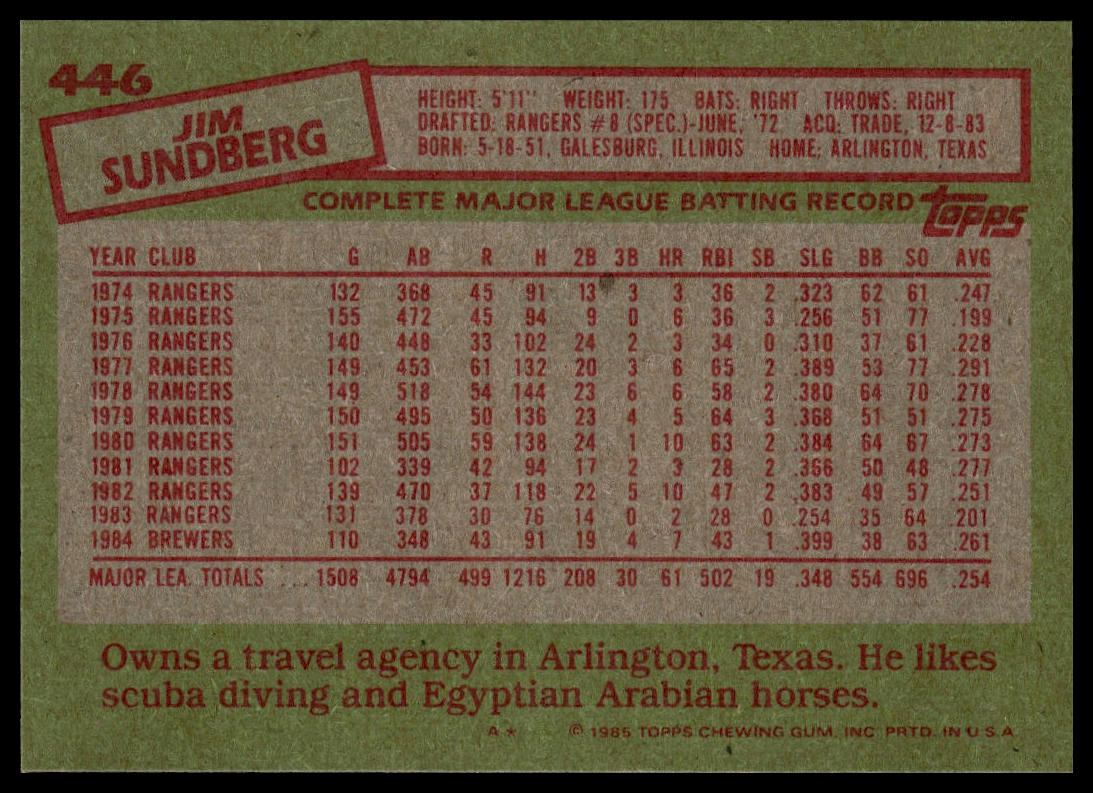 446
JIM
SUNDBERG
HEIGHT: 5'11" WEIGHT: 175 BATS: RIGHT THROWS: RIGHT
DRAFTED: RANGERS #8 (SPEC.)-JUNE, '72 ACQ: TRADE, 12-8-83
BORN: 5-18-51, GALESBURG, ILLINOIS HOME: ARLINGTON, TEXAS
COMPLETE MAJOR LEAGUE BATTING RECORD topps
YEAR CLUB G AB R H 2B 3B HR RBI SB SLG BB SO AVG
1974 RANGERS 132 368 45 91 13 3 3 36 2 .323 62 61 .247
1975 RANGERS 155 472 45 94 9 0 6 36 3 .256 51 77 .199
1976 RANGERS 140 448 33 102 24 2 3 34 0 .310 37 61 .228
1977 RANGERS 149 453 61 132 20 3 6 65 2 .389 53 77 .291
1978 RANGERS 149 518 54 144 23 6 6 58 2 .380 64 70 .278
1979 RANGERS 150 495 50 136 23 4 5 64 3 .368 51 51 .275
1980 RANGERS 151 505 59 138 24 1 10 63 2 .384 64 67 .273
1981 RANGERS 102 339 42 94 17 2 3 28 2 .366 50 48 .277
1982 RANGERS 139 470 37 118 22 5 10 47 2 .383 49 57 .251
1983 RANGERS 131 378 30 76 14 0 2 28 0 .254 35 64 .201
1984 BREWERS 110 348 43 91 19 4 7 43 1 .399 38 63 .261
MAJOR LEA. TOTALS ... 1508 4794 499 1216 208 30 61 502 19 .348 554 696 .254
Owns a travel agency in Arlington, Texas. He likes
scuba diving and Egyptian Arabian horses.
A* © 1985 TOPPS CHEWING GUM, INC. PRTD. IN U.S.A.